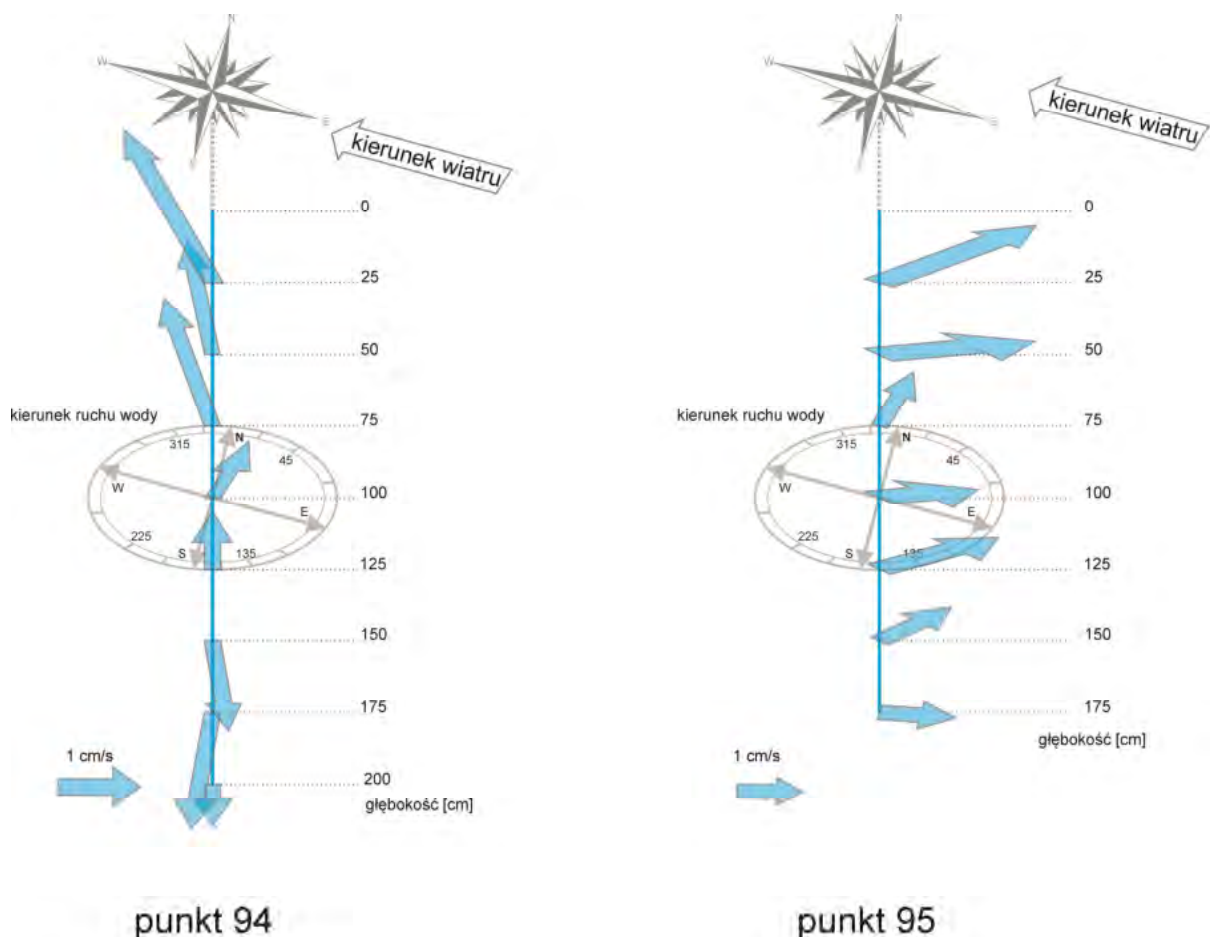 N
W
E
S
kierunek wiatru
0
25
50
75
kierunek ruchu wody
315
N
45
W
100
E
225
S
135
125
150
175
1 cm/s
200
głębokość [cm]
punkt 94
N
W
E
S
kierunek wiatru
0
25
50
75
kierunek ruchu wody
315
N
45
W
100
E
225
S
135
125
150
175
głębokość [cm]
1 cm/s
punkt 95